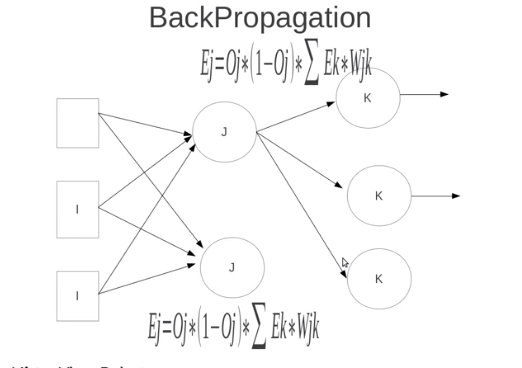 BackPropagation
Ej=Oj*(1-Oj)*∑ Ek*Wjk
K
J
I
K
J
I
K
Ej=Oj*(1-Oj)*∑ Ek*Wjk